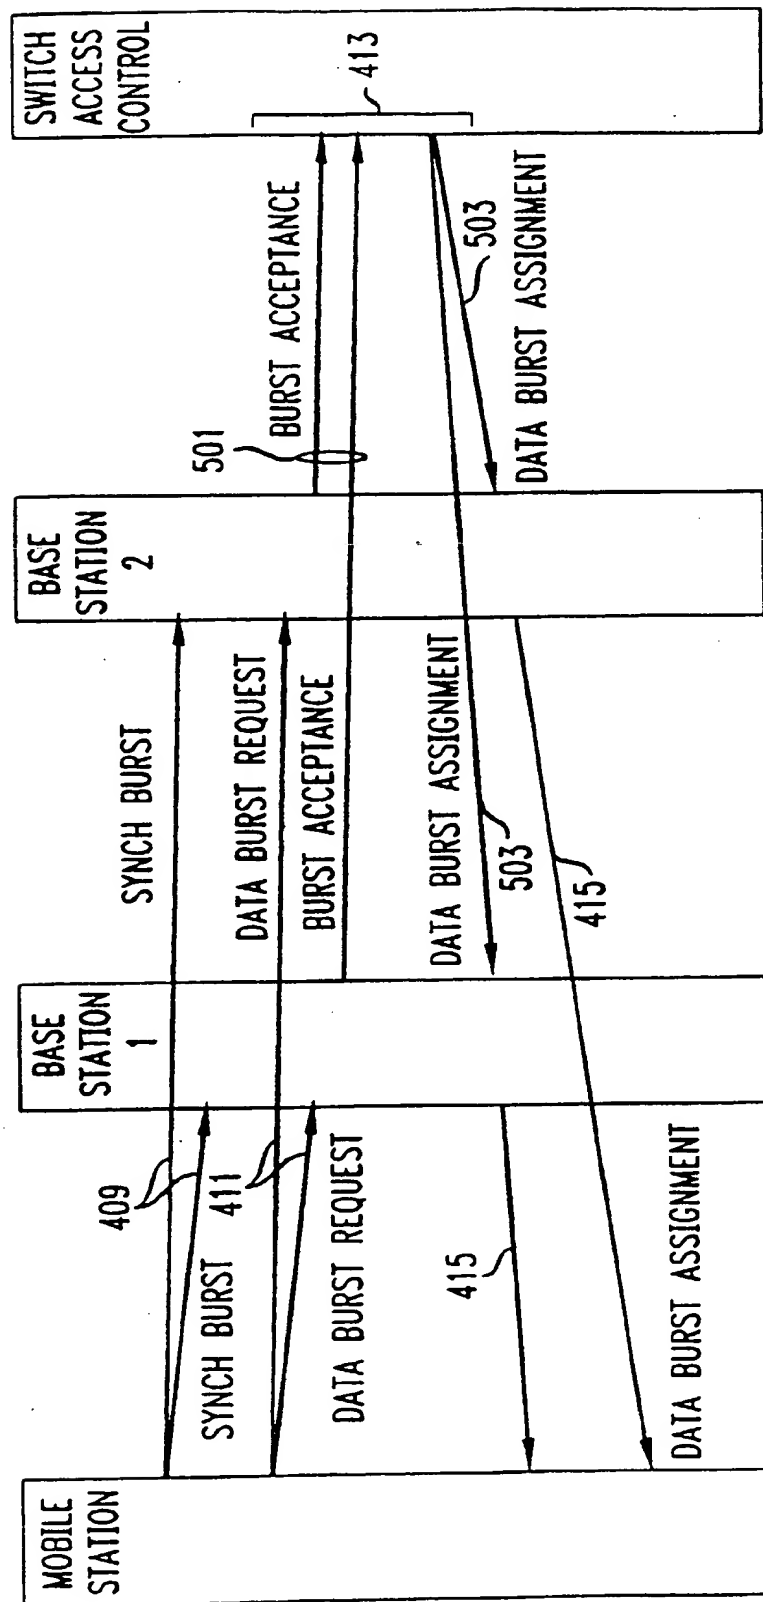 MOBILE
STATION
BASE
STATION
1
BASE
STATION
2
SWITCH
ACCESS
CONTROL
409
SYNCH BURST
SYNCH BURST
411
DATA BURST REQUEST
DATA BURST REQUEST
501
BURST ACCEPTANCE
BURST ACCEPTANCE
413
503
DATA BURST ASSIGNMENT
DATA BURST ASSIGNMENT
503
415
415
DATA BURST ASSIGNMENT